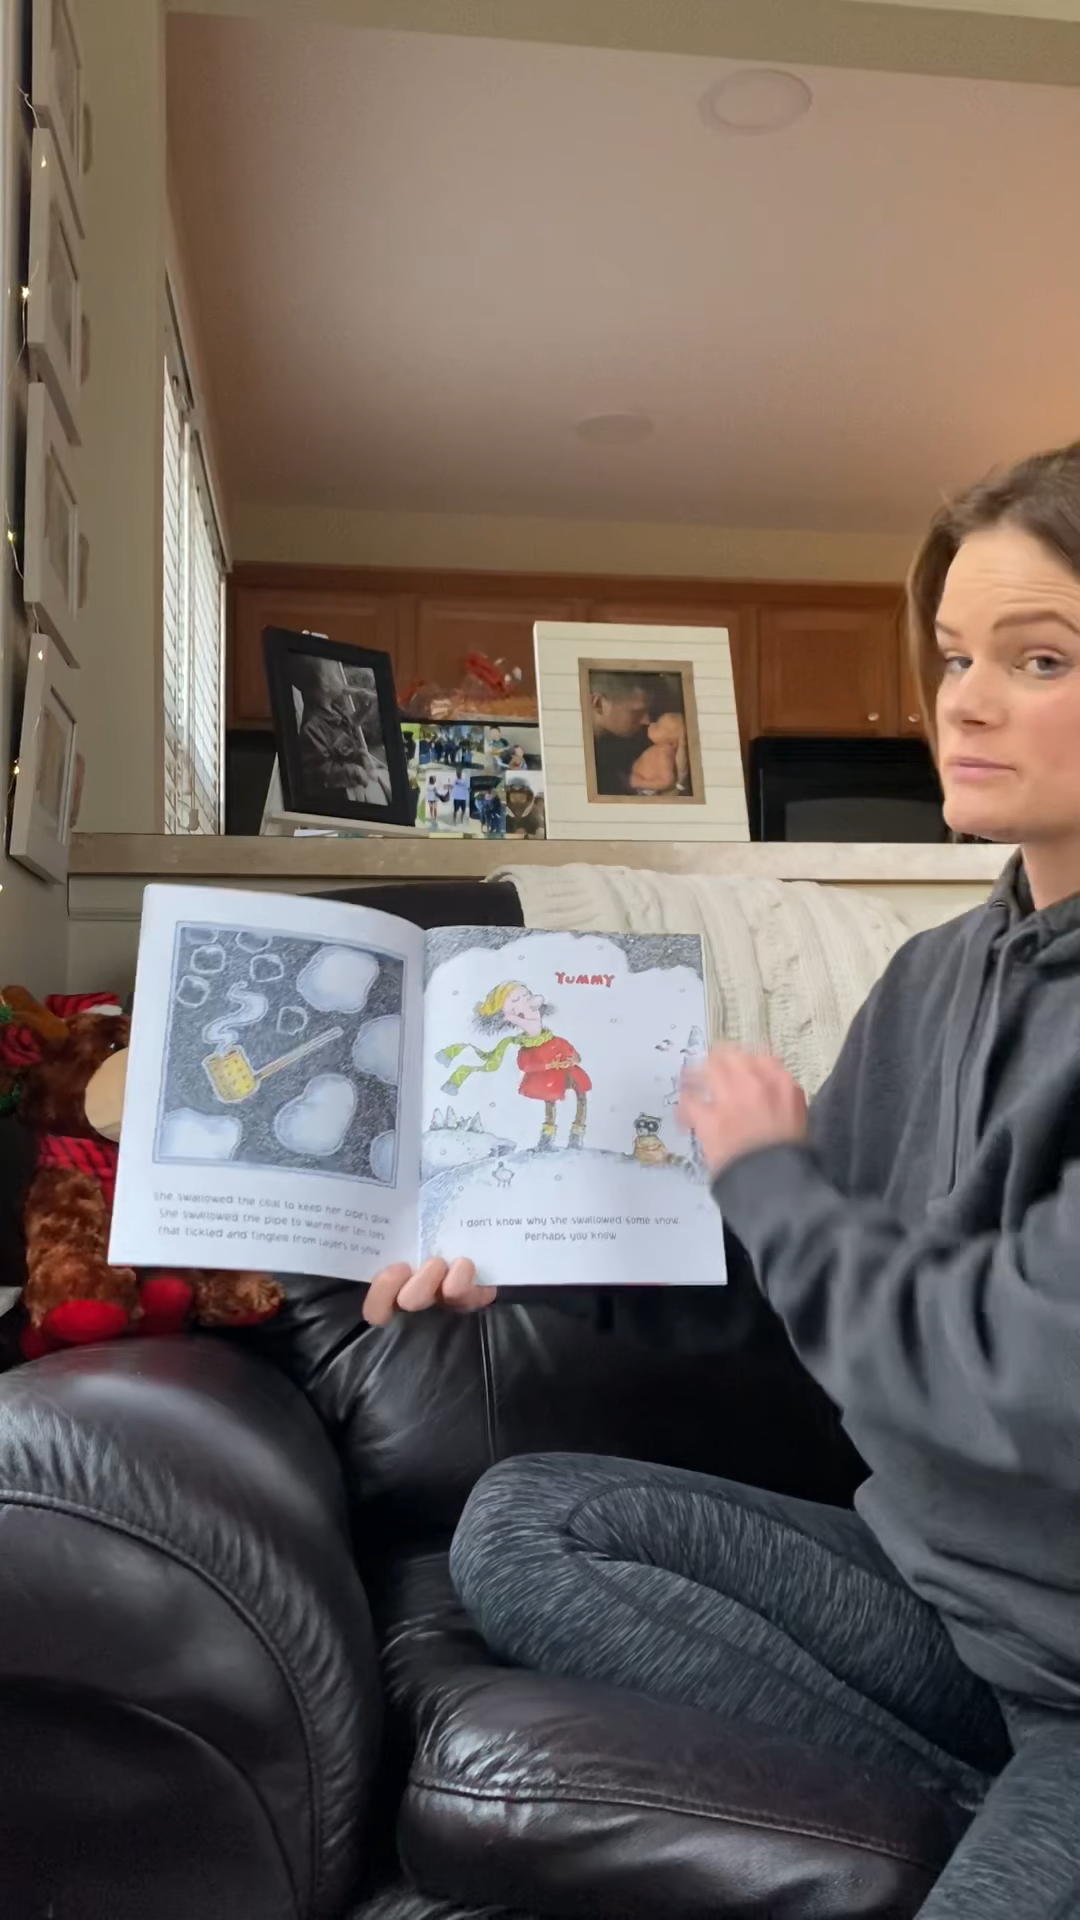 She swallowed the coal to keep her pipe's glow.
She swallowed the pipe to warm her ten toes
that tickled and tingled from layers of snow.
YUMMY
I don't know why she swallowed some snow.
Perhaps you know.